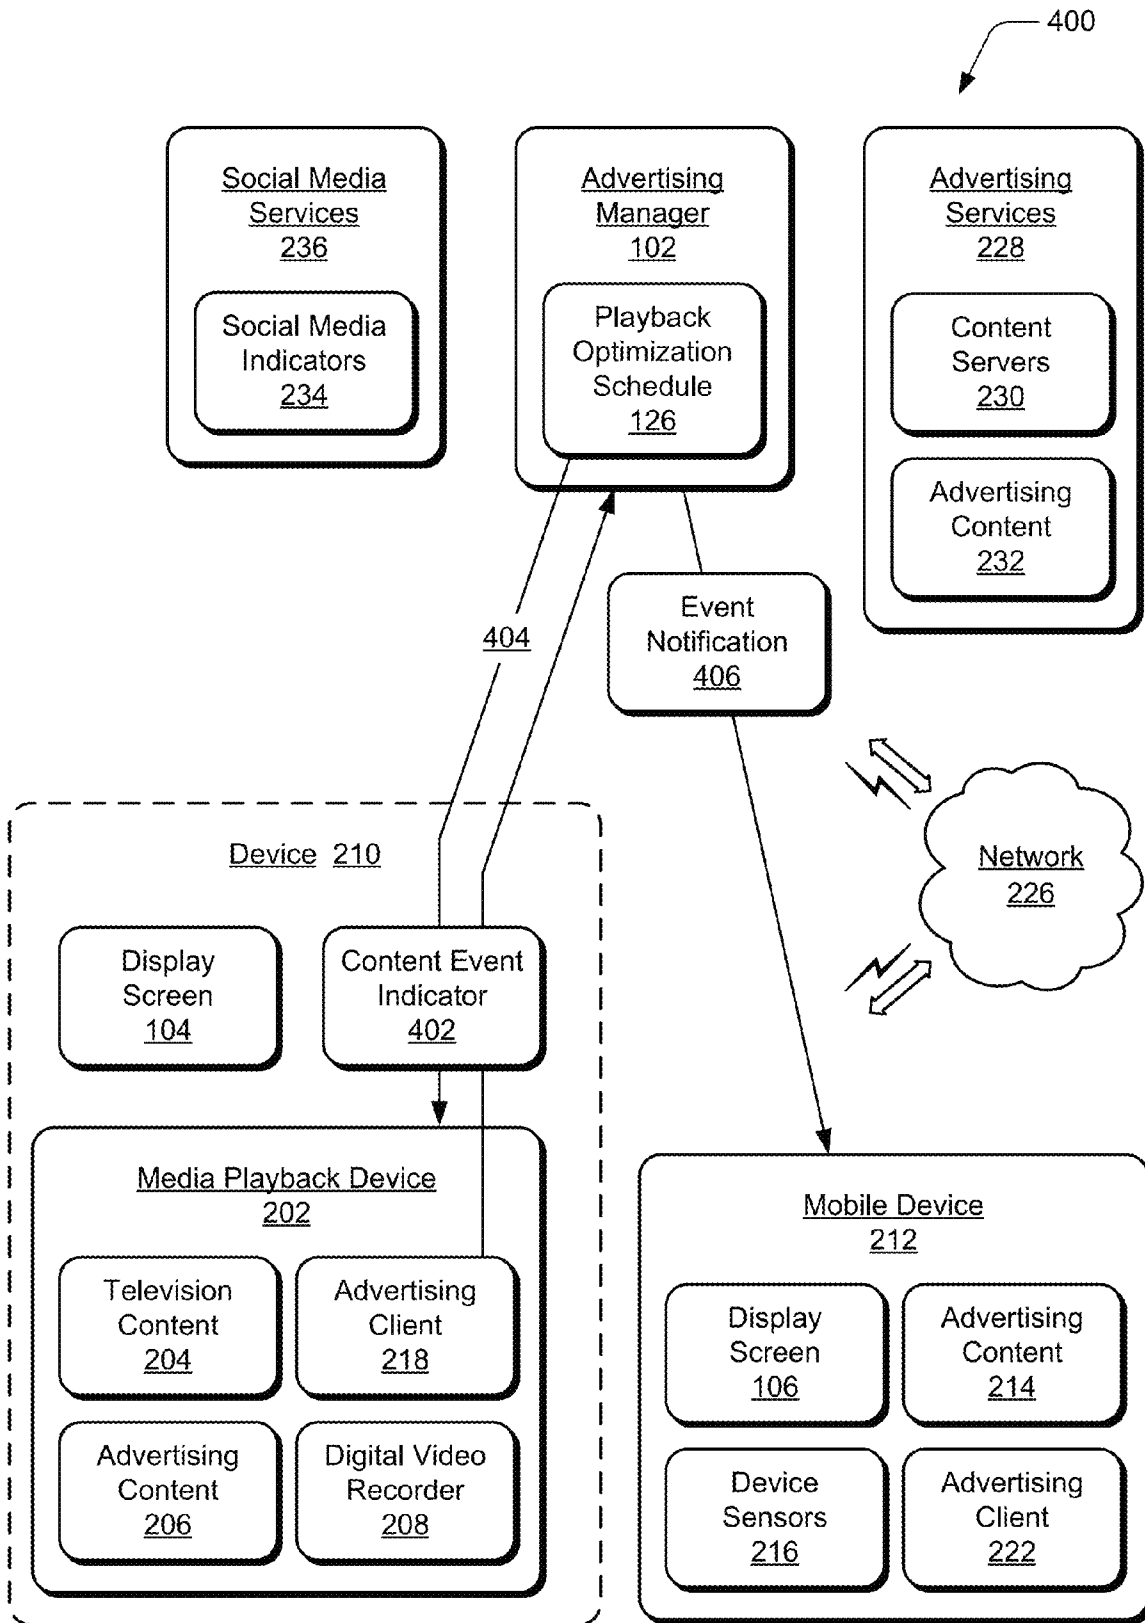 400
Social Media
Services
236
Social Media
Indicators
234
Advertising
Manager
102
Playback
Optimization
Schedule
126
Advertising
Services
228
Content
Servers
230
Advertising
Content
232
404
Event
Notification
406
Network
226
Device 210
Display
Screen
104
Content Event
Indicator
402
Media Playback Device
202
Television
Content
204
Advertising
Client
218
Advertising
Content
206
Digital Video
Recorder
208
Mobile Device
212
Display
Screen
106
Advertising
Content
214
Device
Sensors
216
Advertising
Client
222